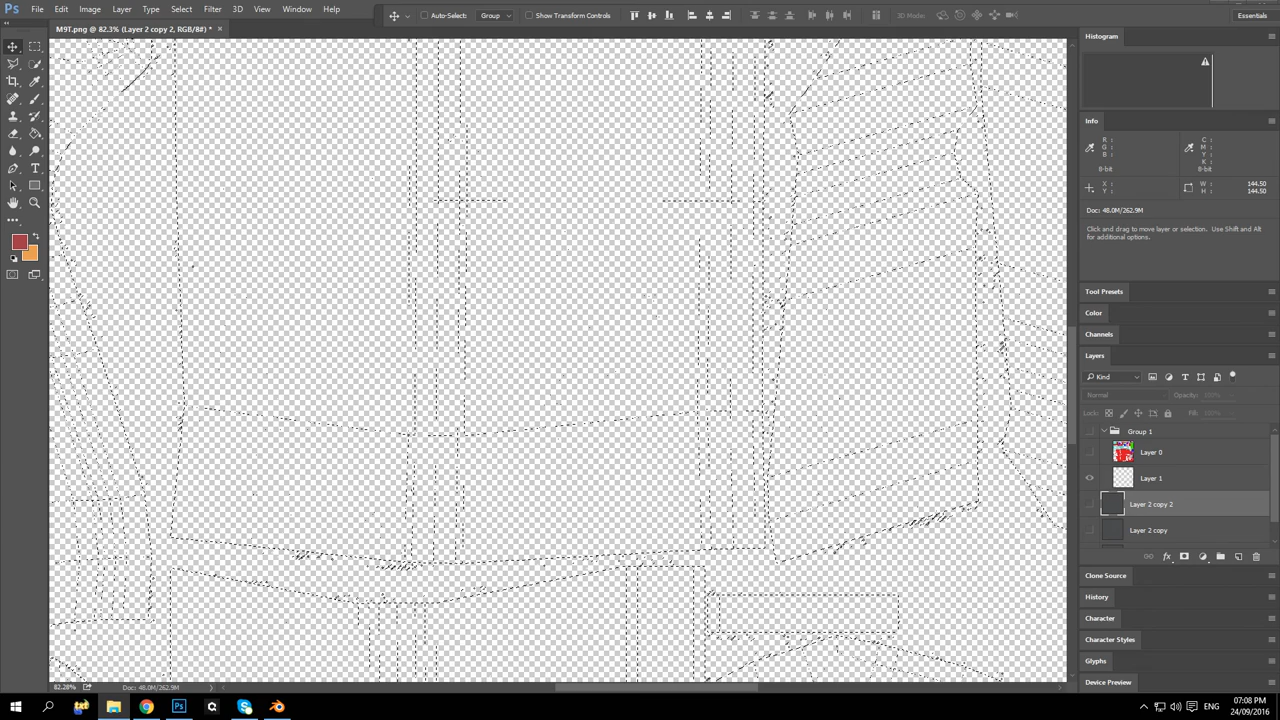 Ps File Edit Image Layer Type Select Filter 3D View Window Help
Auto-Select: Group Show Transform Controls 3D Mode: Essentials
M9T.png @ 82.3% (Layer 2 copy 2, RGB/8#) * ×
Histogram
Info
R:
G:
B:
8-bit
C:
M:
Y:
K:
8-bit
X:
Y:
W: 144.50
H: 144.50
Doc: 48.0M/262.9M
Click and drag to move layer or selection. Use Shift and Alt
for additional options.
Tool Presets
Color
Channels
Layers
Kind
Normal Opacity: 100%
Lock: Fill: 100%
Group 1
Layer 0
Layer 1
Layer 2 copy 2
Layer 2 copy
fx
Clone Source
History
Character
Character Styles
Glyphs
Device Preview
82.28% Doc: 48.0M/262.9M
ENG
07:08 PM
24/09/2016